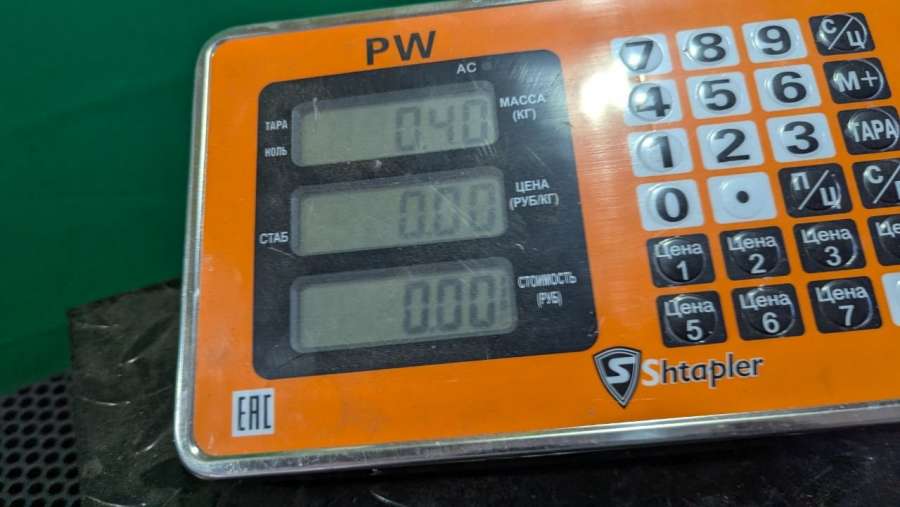 PW
AC
ТАРА
НОЛЬ
0.40
МАССА
(КГ)
СТАБ
0.00
ЦЕНА
(РУБ/КГ)
0.00
СТОИМОСТЬ
(РУБ)
EAC
Shtapler
7 8 9 С/Ц
4 5 6 М+
1 2 3 ТАРА
0 • П/Ц
Цена 1 Цена 2 Цена 3
Цена 5 Цена 6 Цена 7